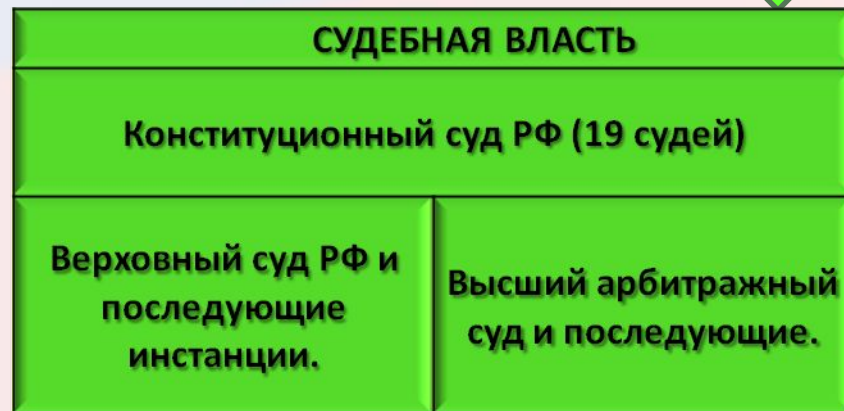 СУДЕБНАЯ ВЛАСТЬ
Конституционный суд РФ (19 судей)
Верховный суд РФ и
последующие
инстанции.
Высший арбитражный
суд и последующие.